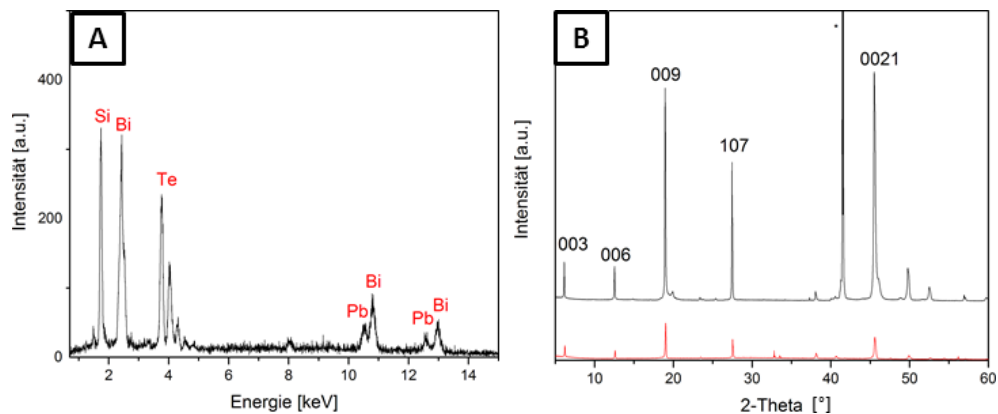 A
Intensität [a.u.]
400
200
0
Si
Bi
Te
Pb
Bi
Pb
Bi
2
4
6
8
10
12
14
Energie [keV]
B
Intensität [a.u.]
*
003
006
009
107
0021
10
20
30
40
50
60
2-Theta [°]